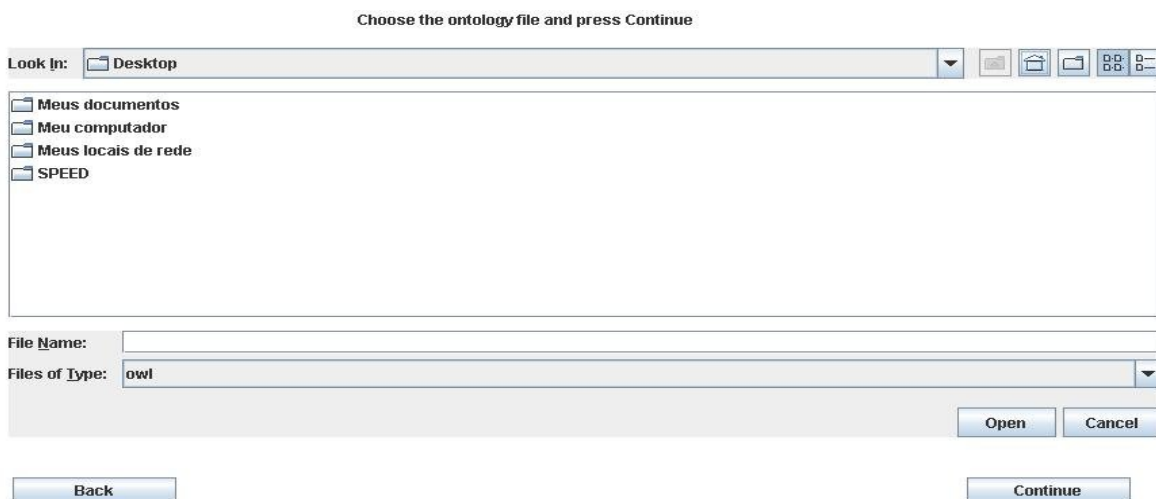 Choose the ontology file and press Continue
Look In: Desktop
Meus documentos
Meu computador
Meus locais de rede
SPEED
File Name:
Files of Type: owl
Open Cancel
Back Continue